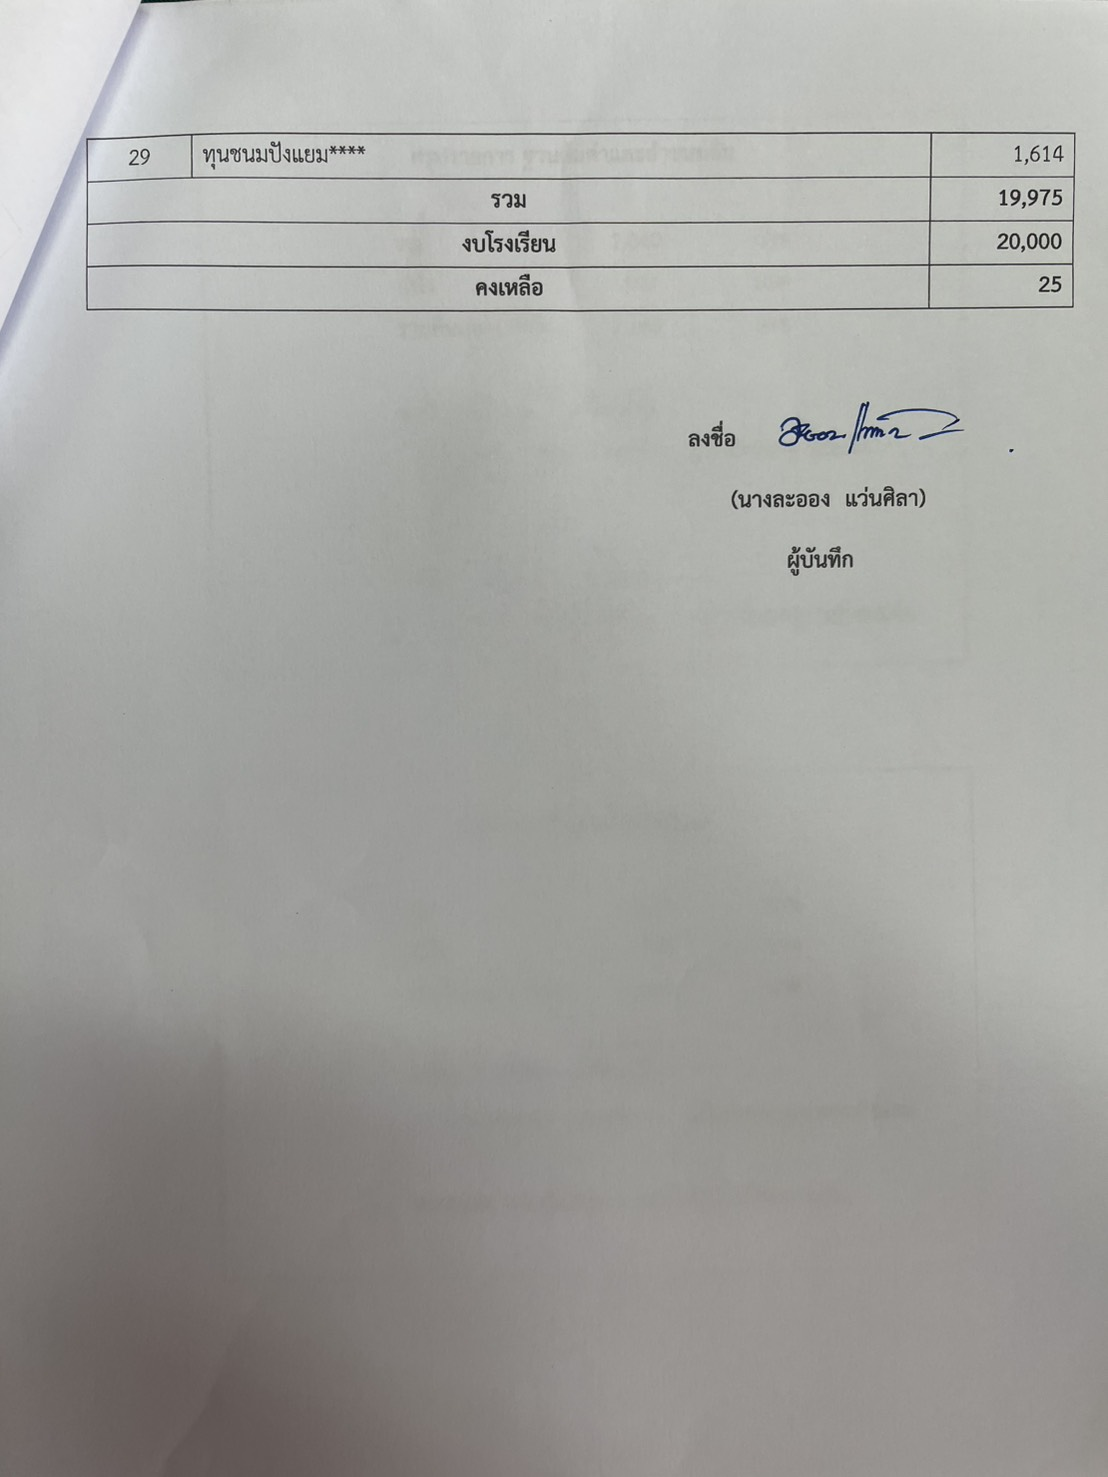 29 ทุนชนมปังแยม**** 1,614
รวม 19,975
งบโรงเรียน 20,000
คงเหลือ 25
ลงชื่อ
(นางละออง แว่นศิลา)
ผู้บันทึก